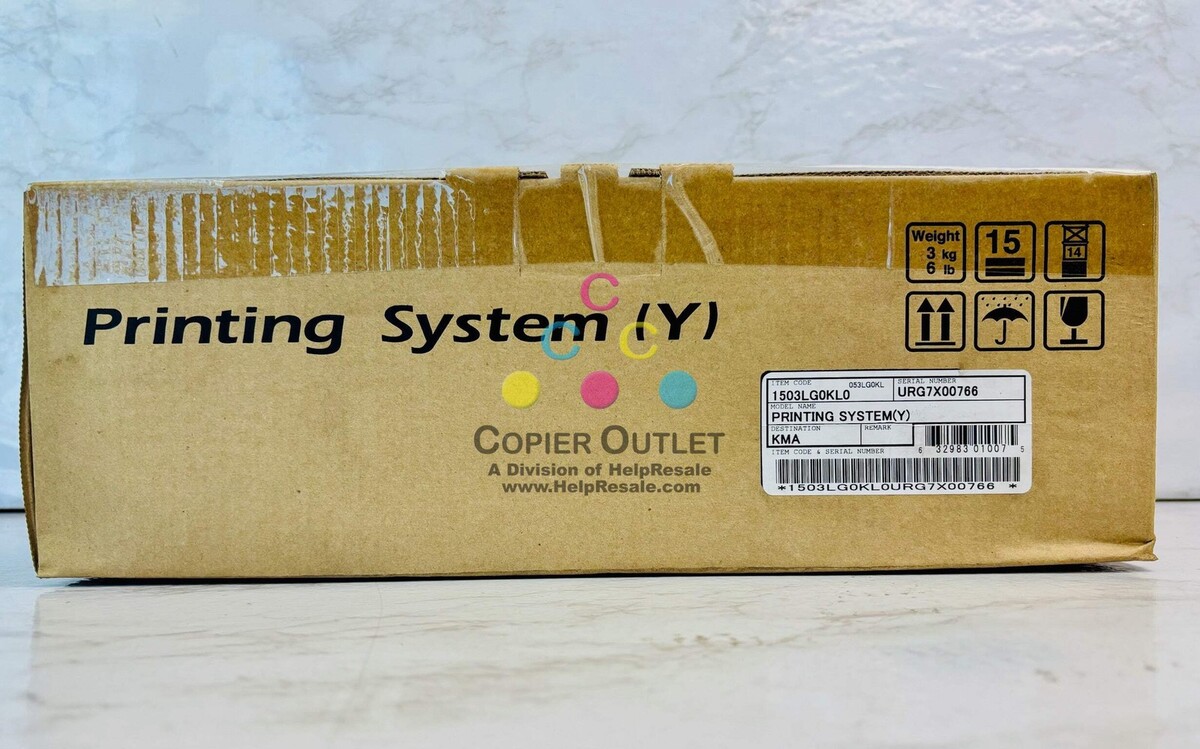 Weight
3 kg
6 lb
15
14
Printing System (Y)
C
C C
ITEM CODE 053LG0KL SERIAL NUMBER
1503LG0KL0 URG7X00766
MODEL NAME
PRINTING SYSTEM(Y)
DESTINATION REMARK
KMA
ITEM CODE & SERIAL NUMBER 6 32983 01007 5
*1503LG0KL0URG7X00766 *
COPIER OUTLET
A Division of HelpResale
www.HelpResale.com